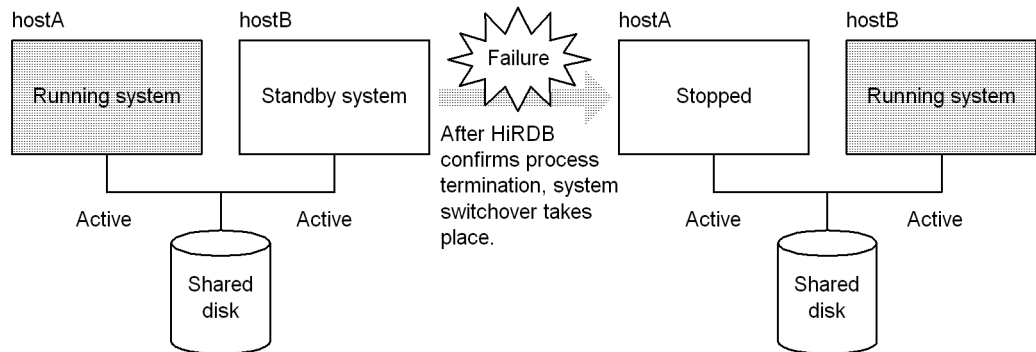 hostA
hostB
Running system
Standby system
Active
Active
Shared
disk
Failure
After HiRDB
confirms process
termination, system
switchover takes
place.
hostA
hostB
Stopped
Running system
Active
Active
Shared
disk